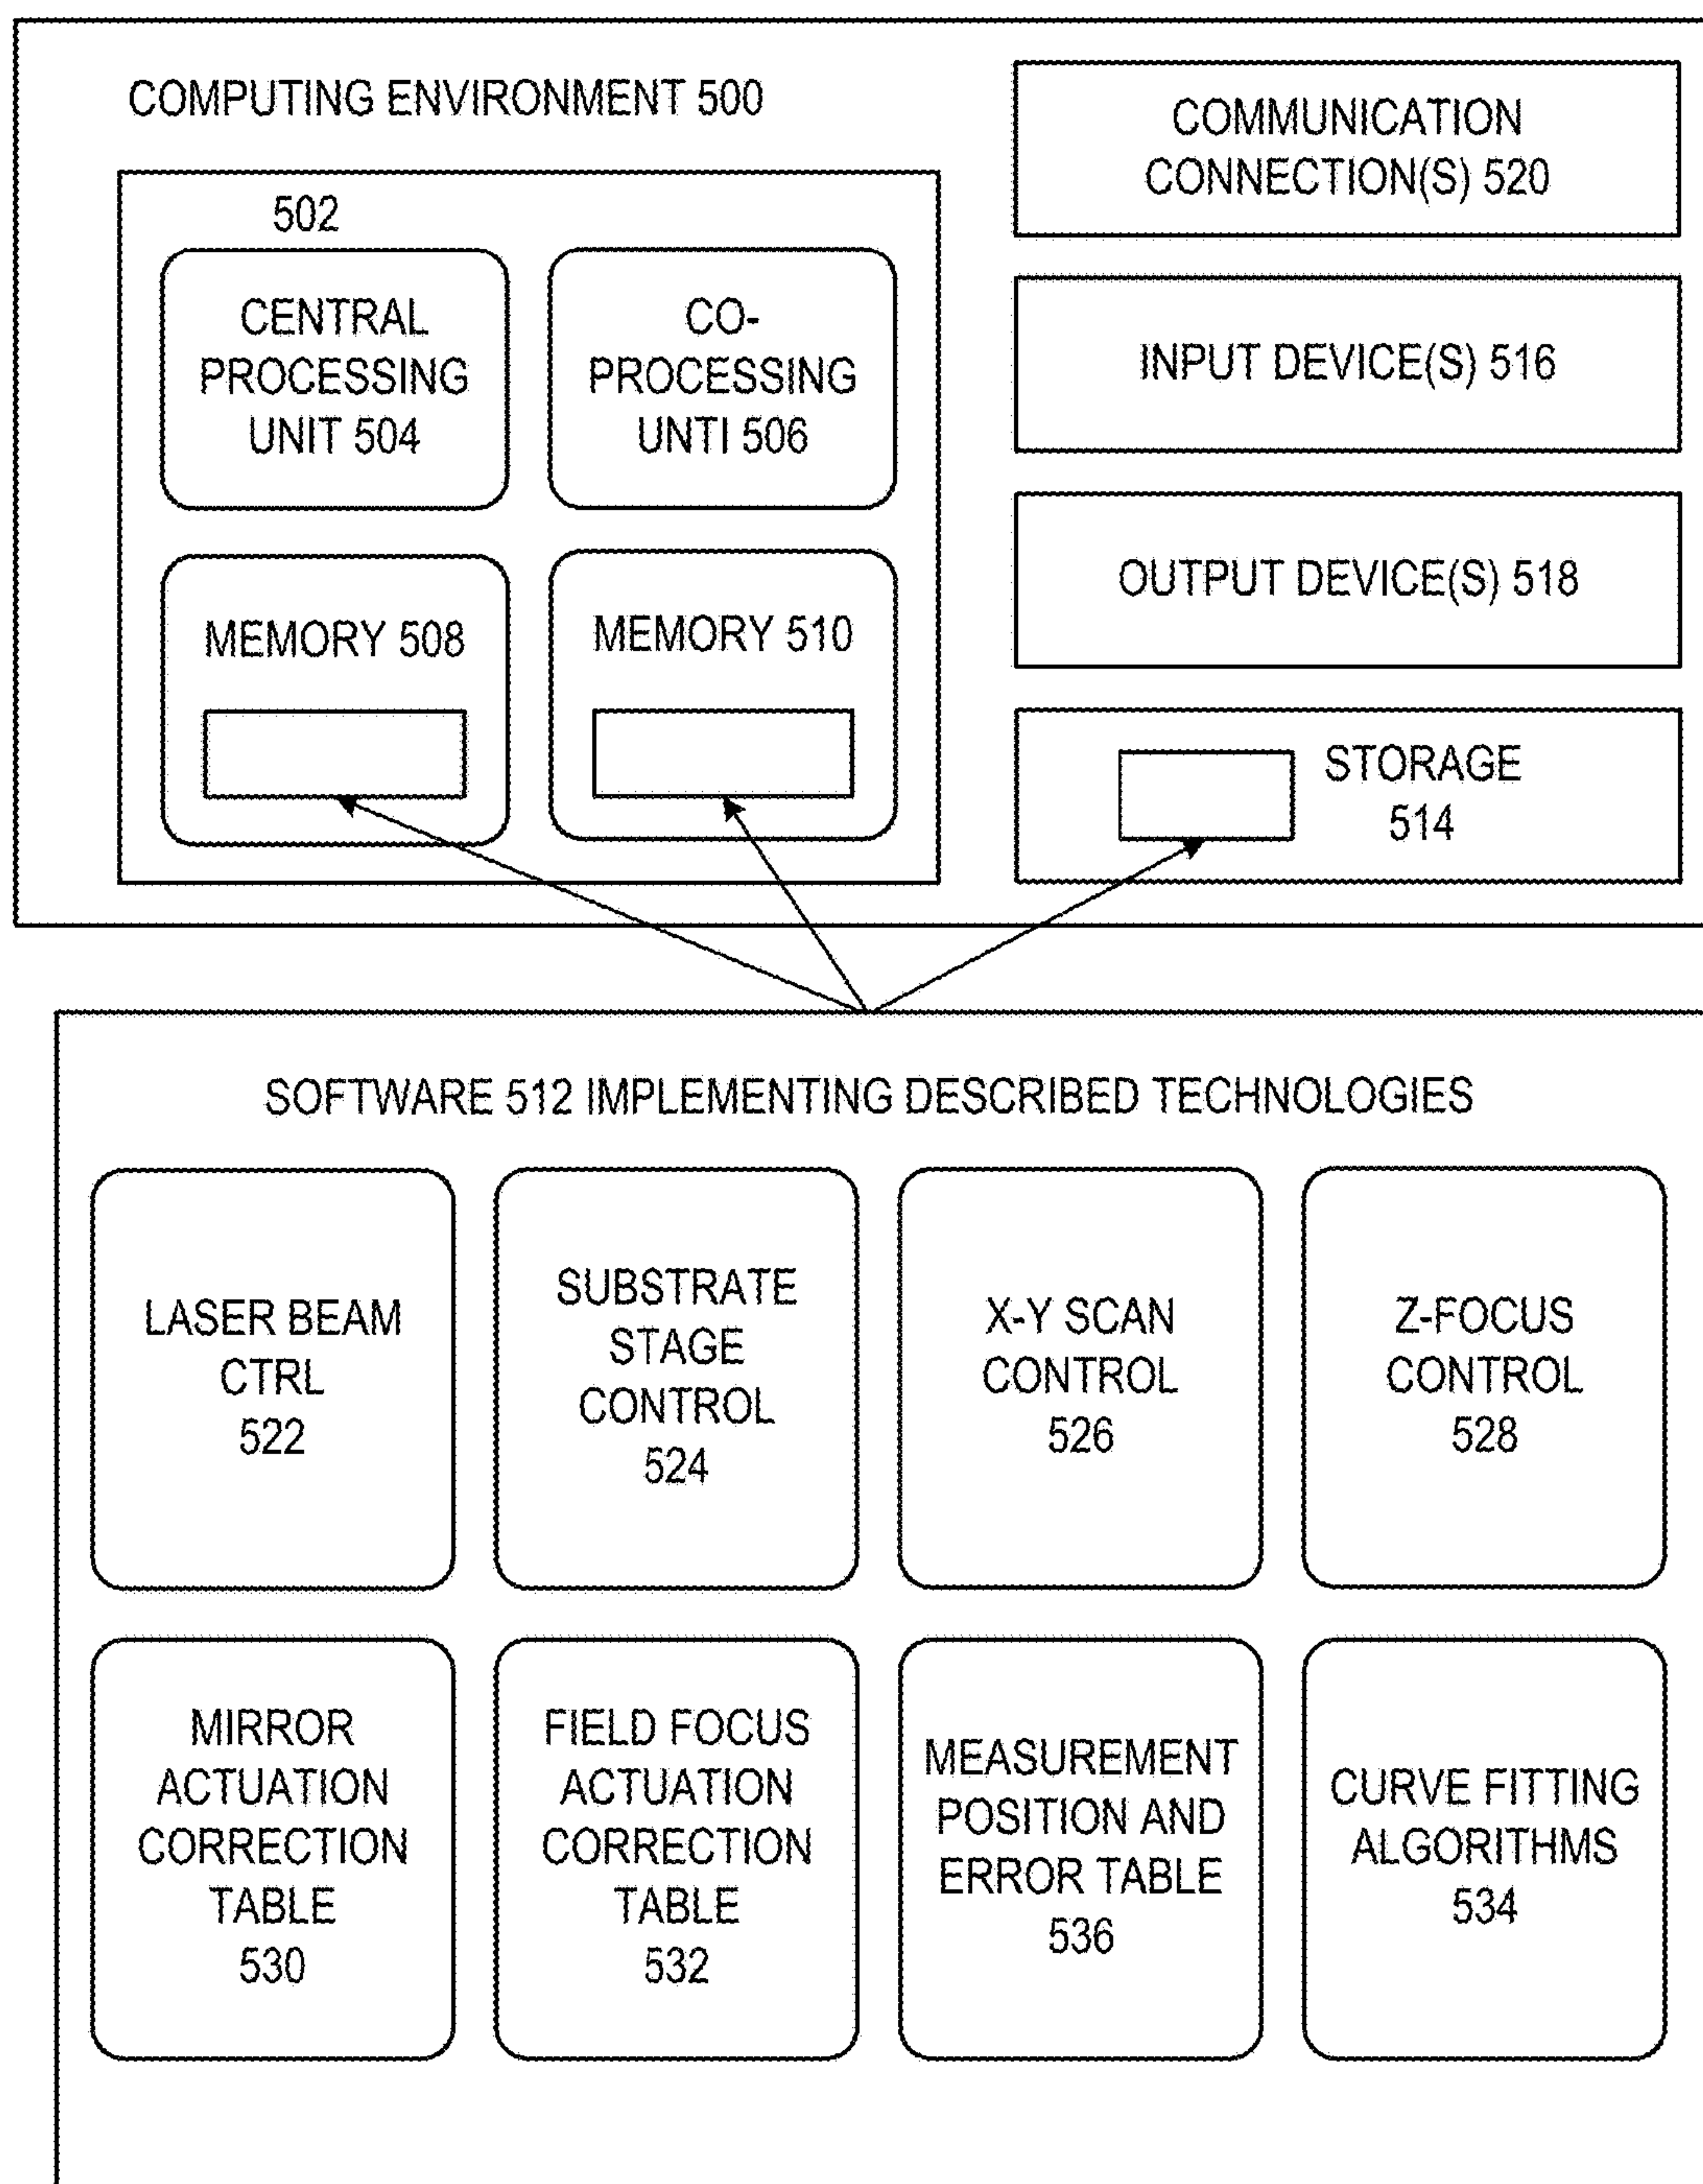 COMPUTING ENVIRONMENT 500
502
CENTRAL
PROCESSING
UNIT 504
CO-
PROCESSING
UNTI 506
MEMORY 508
MEMORY 510
COMMUNICATION
CONNECTION(S) 520
INPUT DEVICE(S) 516
OUTPUT DEVICE(S) 518
STORAGE
514
SOFTWARE 512 IMPLEMENTING DESCRIBED TECHNOLOGIES
LASER BEAM
CTRL
522
SUBSTRATE
STAGE
CONTROL
524
X-Y SCAN
CONTROL
526
Z-FOCUS
CONTROL
528
MIRROR
ACTUATION
CORRECTION
TABLE
530
FIELD FOCUS
ACTUATION
CORRECTION
TABLE
532
MEASUREMENT
POSITION AND
ERROR TABLE
536
CURVE FITTING
ALGORITHMS
534